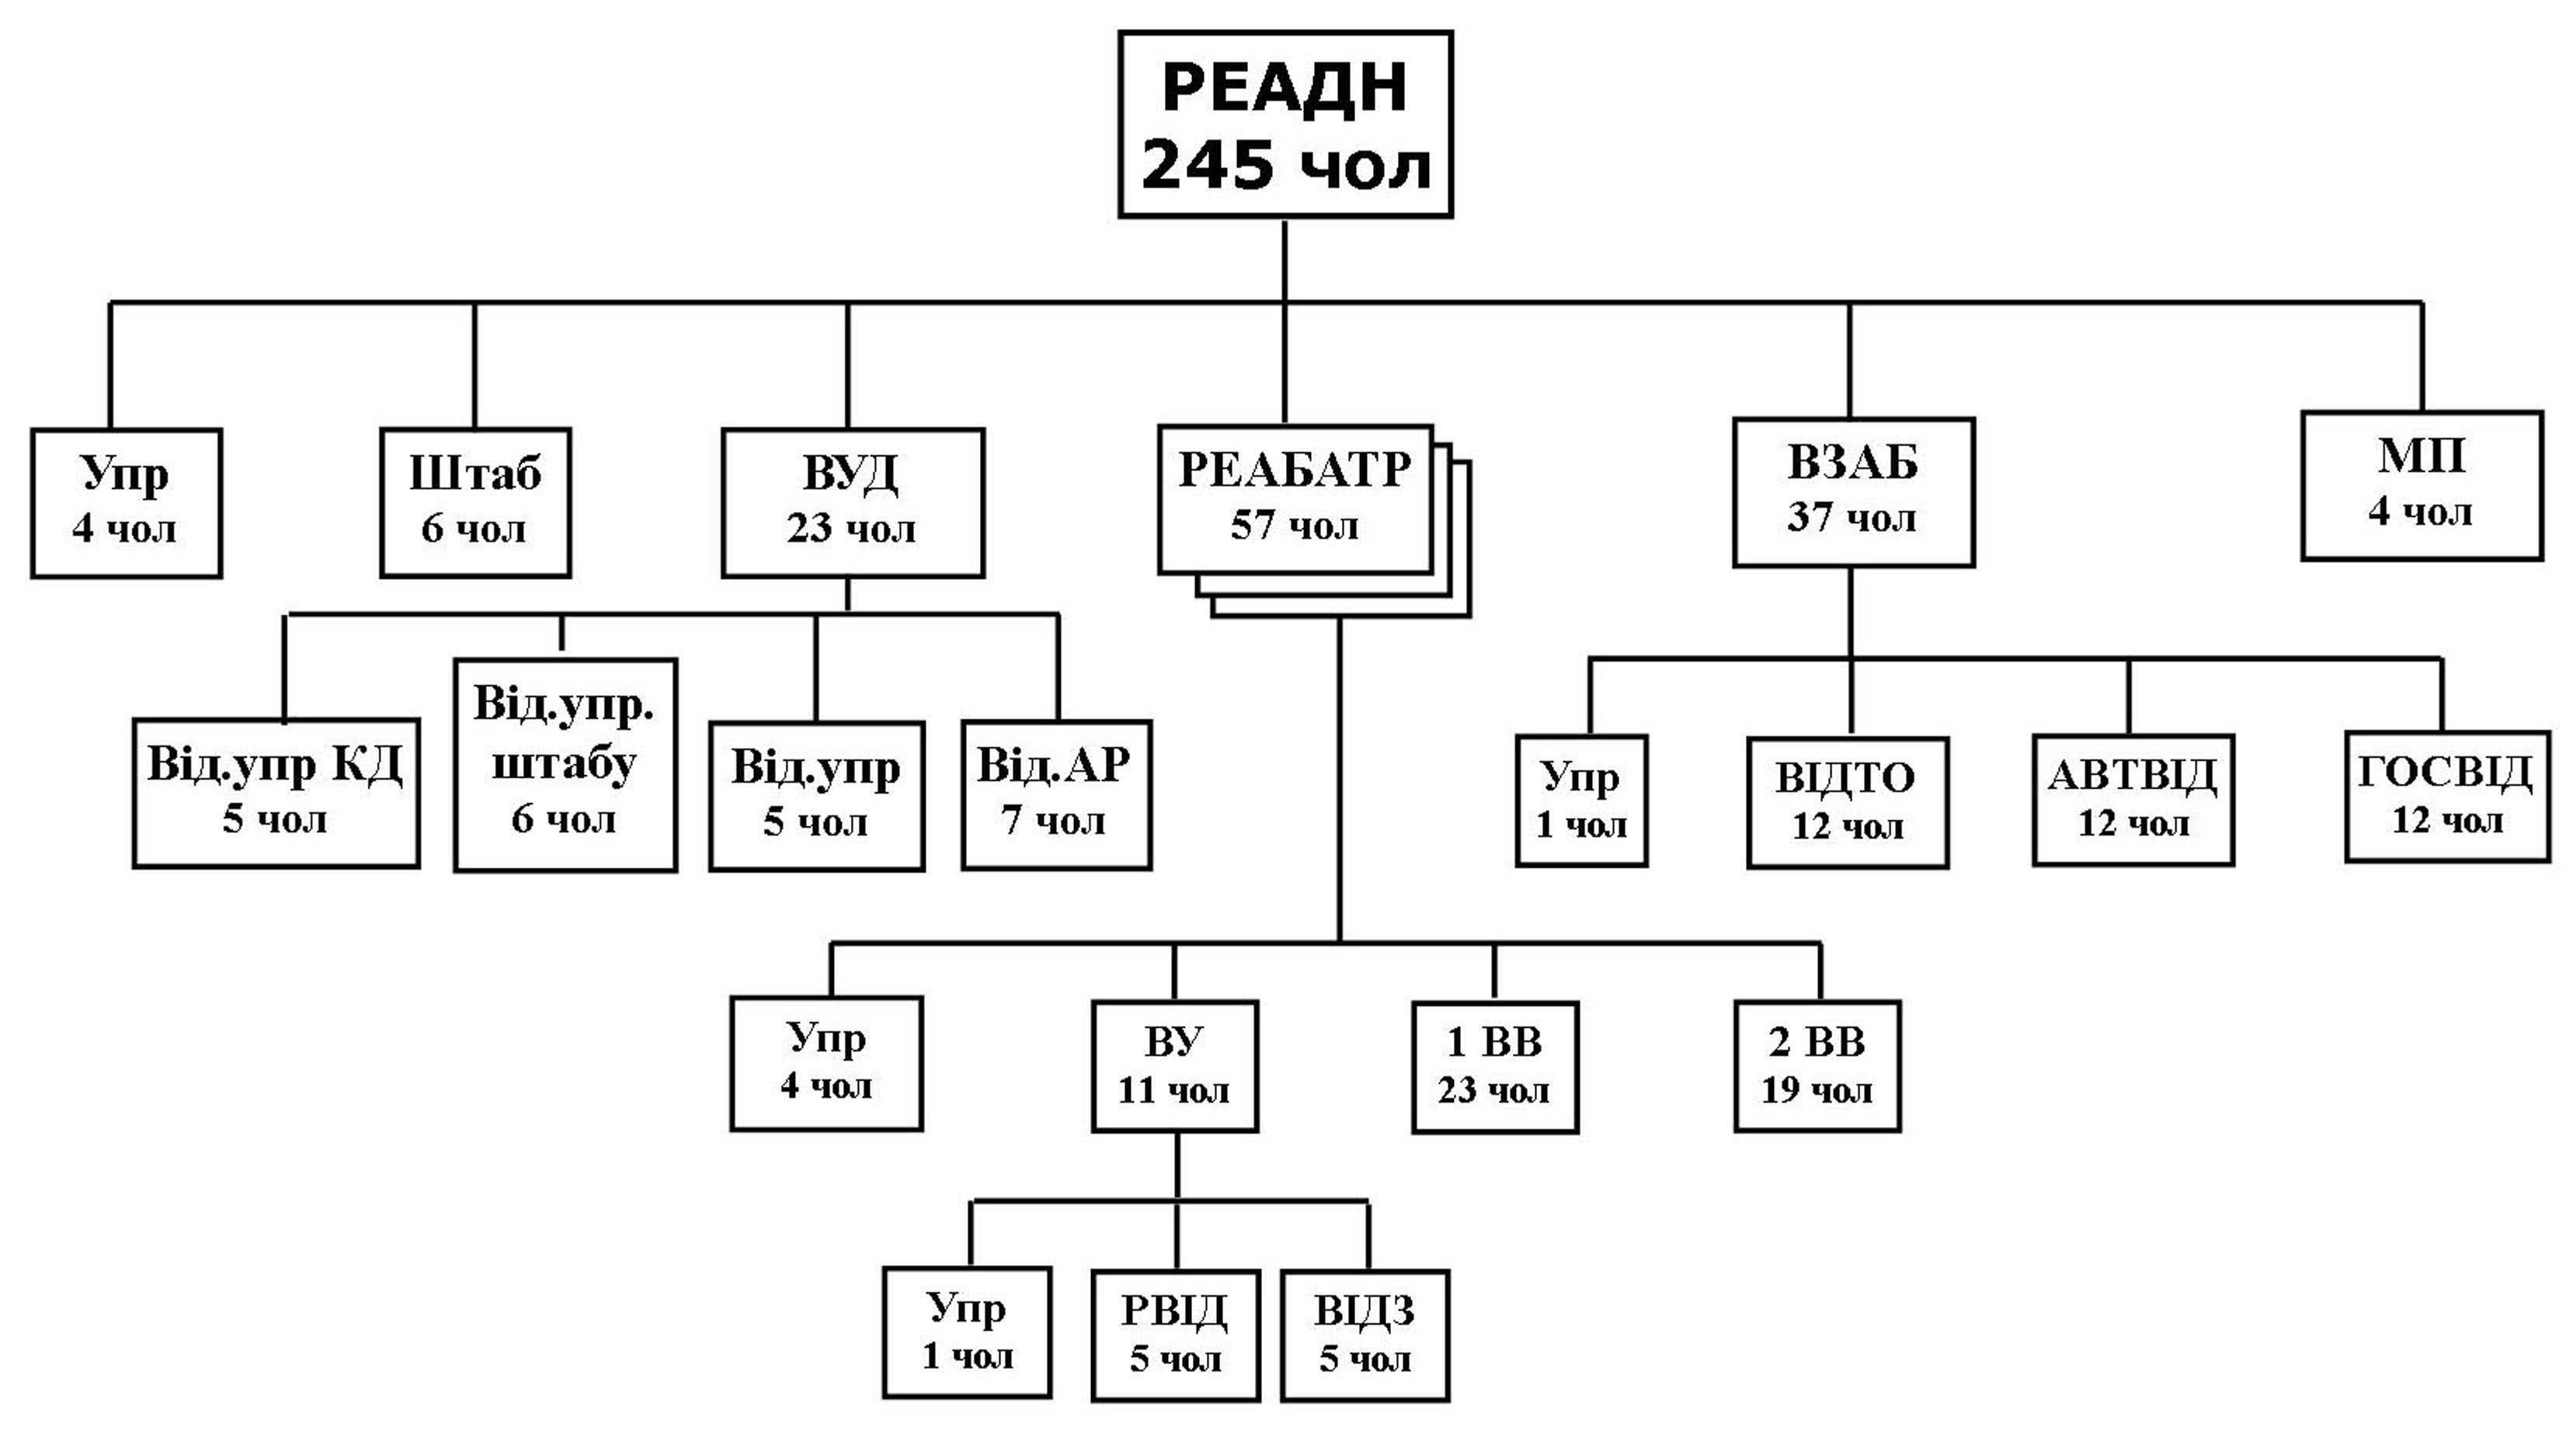 РЕАДН
245 чол
Упр
4 чол
Штаб
6 чол
ВУД
23 чол
РЕАБАТР
57 чол
ВЗАБ
37 чол
МП
4 чол
Від.упр КД
5 чол
Від.упр.
штабу
6 чол
Від.упр
5 чол
Від.АР
7 чол
Упр
1 чол
ВІДТО
12 чол
АВТВІД
12 чол
ГОСВІД
12 чол
Упр
4 чол
ВУ
11 чол
1 ВВ
23 чол
2 ВВ
19 чол
Упр
1 чол
РВІД
5 чол
ВІДЗ
5 чол